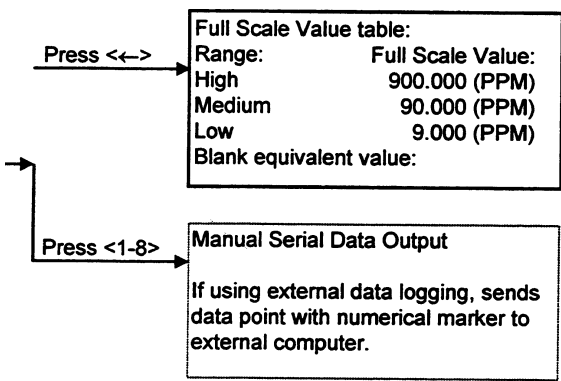 Press <←>
Full Scale Value table:
Range: Full Scale Value:
High 900.000 (PPM)
Medium 90.000 (PPM)
Low 9.000 (PPM)
Blank equivalent value:
Press <1-8>
Manual Serial Data Output
If using external data logging, sends
data point with numerical marker to
external computer.